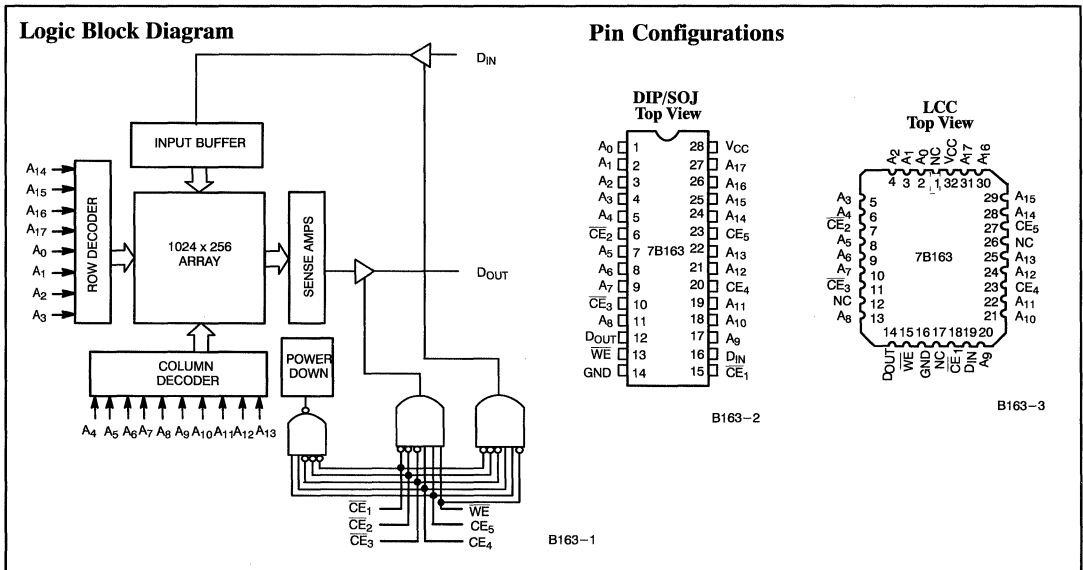 Logic Block Diagram
DIN
INPUT BUFFER
A14
A15
A16
A17
A0
A1
A2
A3
ROW DECODER
1024 x 256
ARRAY
SENSE AMPS
DOUT
COLUMN
DECODER
POWER
DOWN
A4 A5 A6 A7 A8 A9 A10 A11 A12 A13
CE1
CE2
CE3
WE
CE5
CE4
B163-1
Pin Configurations
DIP/SOJ
Top View
A0 1 28 VCC
A1 2 27 A17
A2 3 26 A16
A3 4 25 A15
A4 5 24 A14
CE2 6 23 CE5
A5 7 7B163 22 A13
A6 8 21 A12
A7 9 20 CE4
CE3 10 19 A11
A8 11 18 A10
DOUT 12 17 A9
WE 13 16 DIN
GND 14 15 CE1
B163-2
LCC
Top View
A2 A1 A0 NC VCC A17 A16
4 3 2 1 32 31 30
A3 5 29 A15
A4 6 28 A14
CE2 7 27 CE5
A5 8 26 NC
A6 9 7B163 25 A13
A7 10 24 A12
CE3 11 23 CE4
NC 12 22 A11
A8 13 21 A10
14 15 16 17 18 19 20
DOUT WE GND NC CE1 DIN A9
B163-3